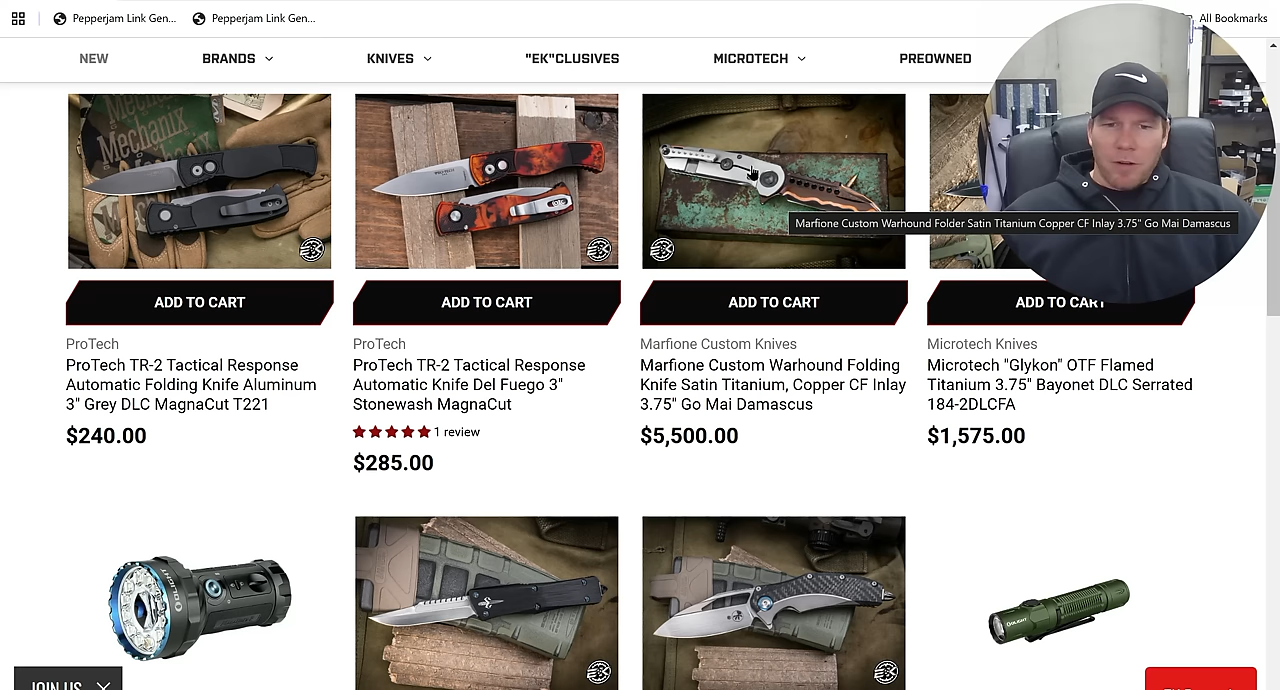 Pepperjam Link Gen...
Pepperjam Link Gen...
All Bookmarks
NEW
BRANDS
KNIVES
"EK"CLUSIVES
MICROTECH
PREOWNED
Mechanix
Mechanix
Marfione Custom Warhound Folder Satin Titanium Copper CF Inlay 3.75" Go Mai Damascus
ADD TO CART
ADD TO CART
ADD TO CART
ADD TO CART
ProTech
ProTech TR-2 Tactical Response
Automatic Folding Knife Aluminum
3" Grey DLC MagnaCut T221
$240.00
ProTech
ProTech TR-2 Tactical Response
Automatic Knife Del Fuego 3"
Stonewash MagnaCut
1 review
$285.00
Marfione Custom Knives
Marfione Custom Warhound Folding
Knife Satin Titanium, Copper CF Inlay
3.75" Go Mai Damascus
$5,500.00
Microtech Knives
Microtech "Glykon" OTF Flamed
Titanium 3.75" Bayonet DLC Serrated
184-2DLCFA
$1,575.00
OLIGHT
OLIGHT
JOIN US